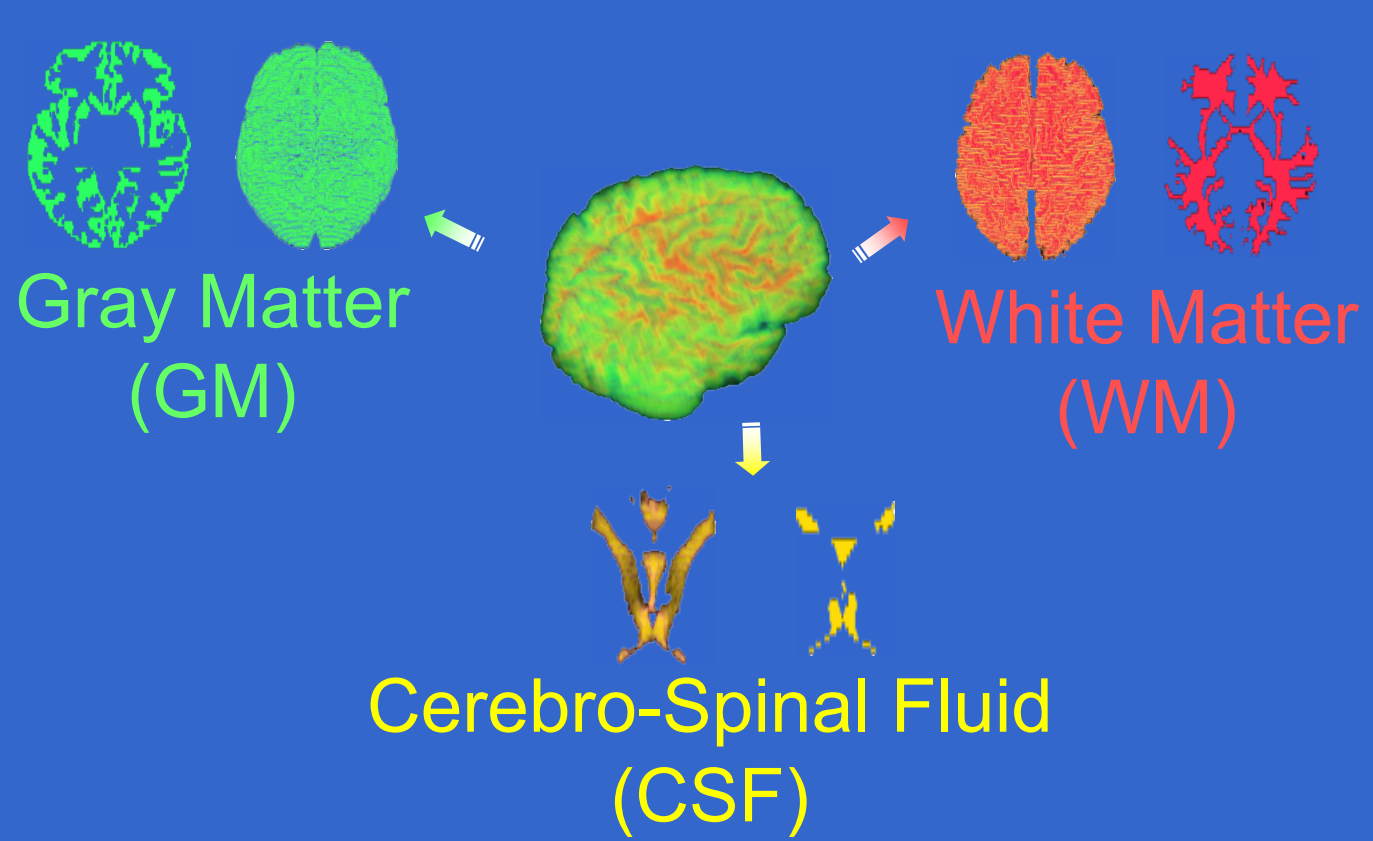 Gray Matter
(GM)
White Matter
(WM)
Cerebro-Spinal Fluid
(CSF)